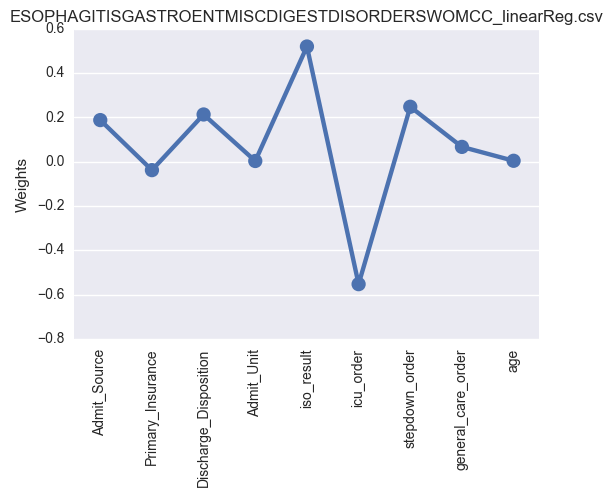 ESOPHAGITISGASTROENTMISCDIGESTDISORDERSWOMCC_linearReg.csv
0.6
0.4
0.2
0.0
−0.2
−0.4
−0.6
−0.8
Weights
Admit_Source
Primary_Insurance
Discharge_Disposition
Admit_Unit
iso_result
icu_order
stepdown_order
general_care_order
age